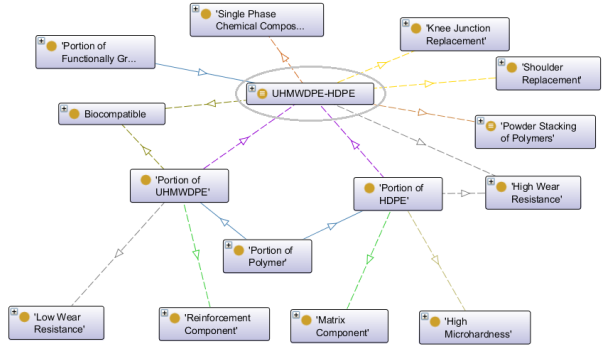 'Single Phase
Chemical Compos...
'Knee Junction
Replacement'
'Portion of
Functionally Gr...
'Shoulder
Replacement'
UHMWDPE-HDPE
Biocompatible
'Powder Stacking
of Polymers'
'Portion of
UHMWDPE'
'Portion of
HDPE'
'High Wear
Resistance'
'Portion of
Polymer'
'Low Wear
Resistance'
'Reinforcement
Component'
'Matrix
Component'
'High
Microhardness'